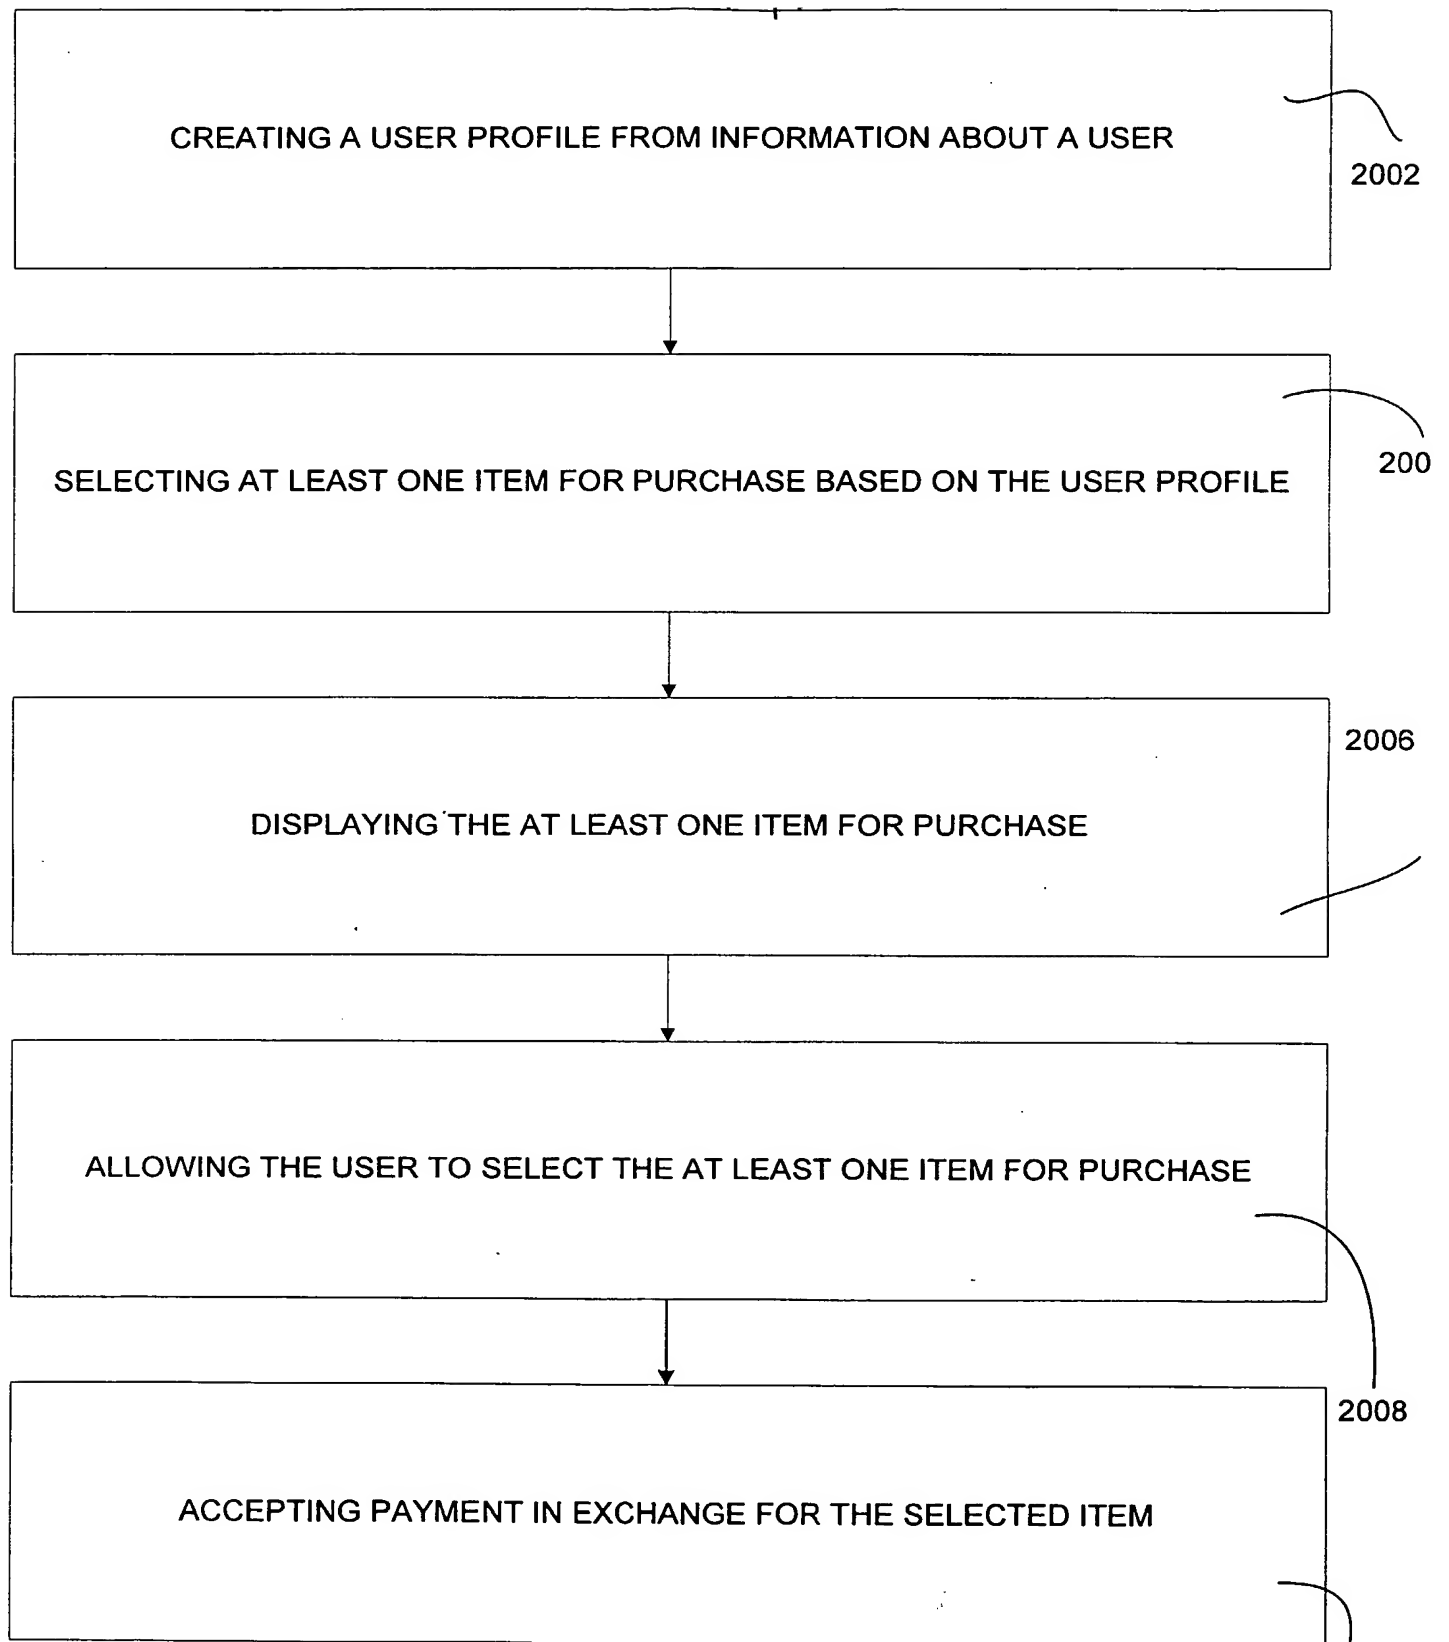 CREATING A USER PROFILE FROM INFORMATION ABOUT A USER
2002
SELECTING AT LEAST ONE ITEM FOR PURCHASE BASED ON THE USER PROFILE
200
2006
DISPLAYING THE AT LEAST ONE ITEM FOR PURCHASE
ALLOWING THE USER TO SELECT THE AT LEAST ONE ITEM FOR PURCHASE
2008
ACCEPTING PAYMENT IN EXCHANGE FOR THE SELECTED ITEM